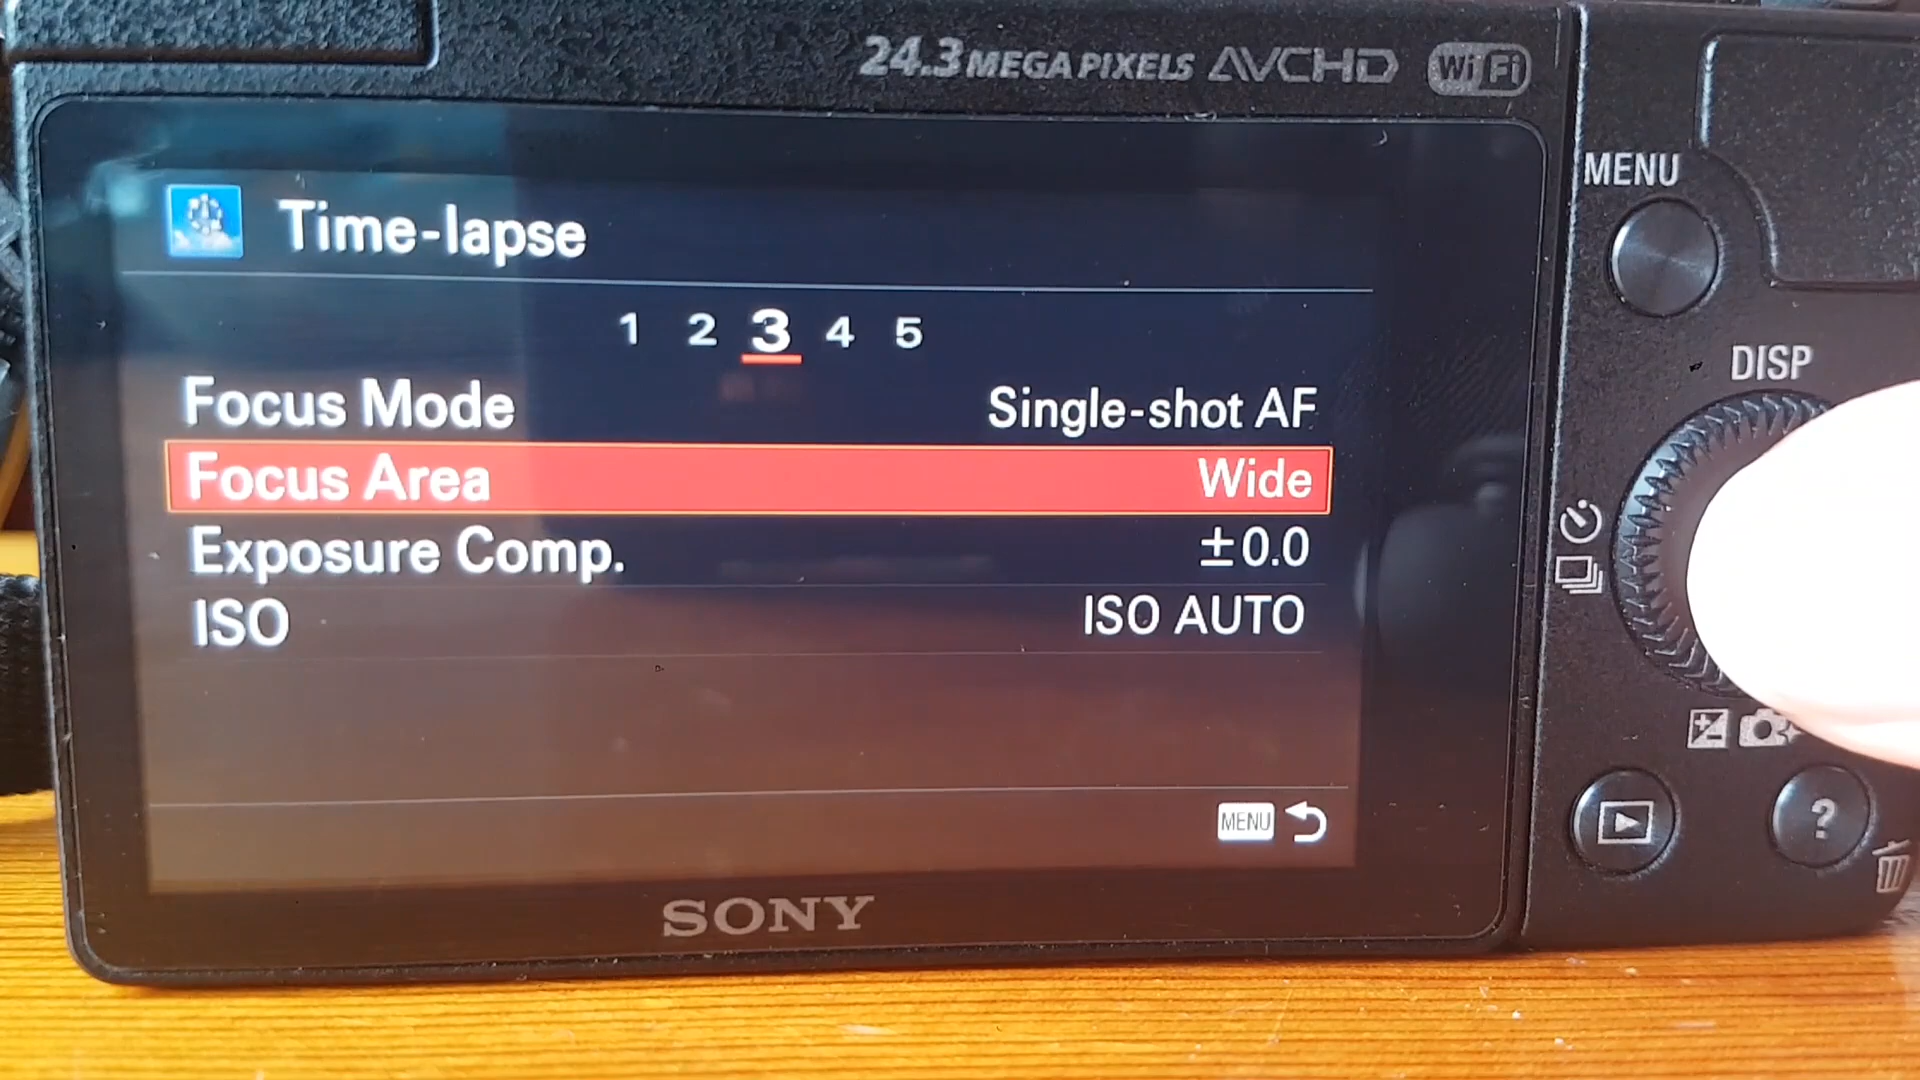 24.3 MEGA PIXELS AVCHD Wi Fi
MENU
Time-lapse
DISP
1 2 3 4 5
Focus Mode Single-shot AF
Focus Area Wide
Exposure Comp. ±0.0
ISO ISO AUTO
MENU
?
SONY